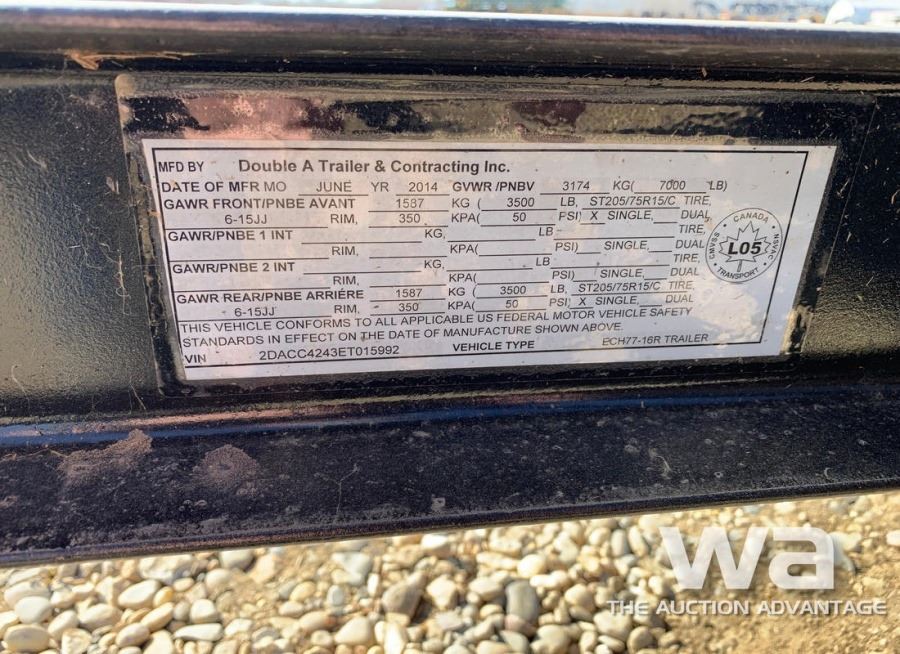 MFD BY Double A Trailer & Contracting Inc.
DATE OF MFR MO JUNE YR 2014 GVWR /PNBV 3174 KG( 7000 LB)
GAWR FRONT/PNBE AVANT 1587 KG ( 3500 LB, ST205/75R15/C TIRE,
6-15JJ RIM, 350 KPA( 50 PSI) X SINGLE, DUAL
GAWR/PNBE 1 INT KG, LB TIRE,
RIM, KPA( PSI) SINGLE, DUAL
GAWR/PNBE 2 INT KG, LB TIRE,
RIM, KPA( PSI) SINGLE, DUAL
GAWR REAR/PNBE ARRIÉRE 1587 KG ( 3500 LB, ST205/75R15/C TIRE,
6-15JJ RIM, 350 KPA( 50 PSI) X SINGLE, DUAL
THIS VEHICLE CONFORMS TO ALL APPLICABLE US FEDERAL MOTOR VEHICLE SAFETY
STANDARDS IN EFFECT ON THE DATE OF MANUFACTURE SHOWN ABOVE.
VIN 2DACC4243ET015992 VEHICLE TYPE ECH77-16R TRAILER
CANADA
CMVSS L05 NSVAC
TRANSPORT
wa
THE AUCTION ADVANTAGE